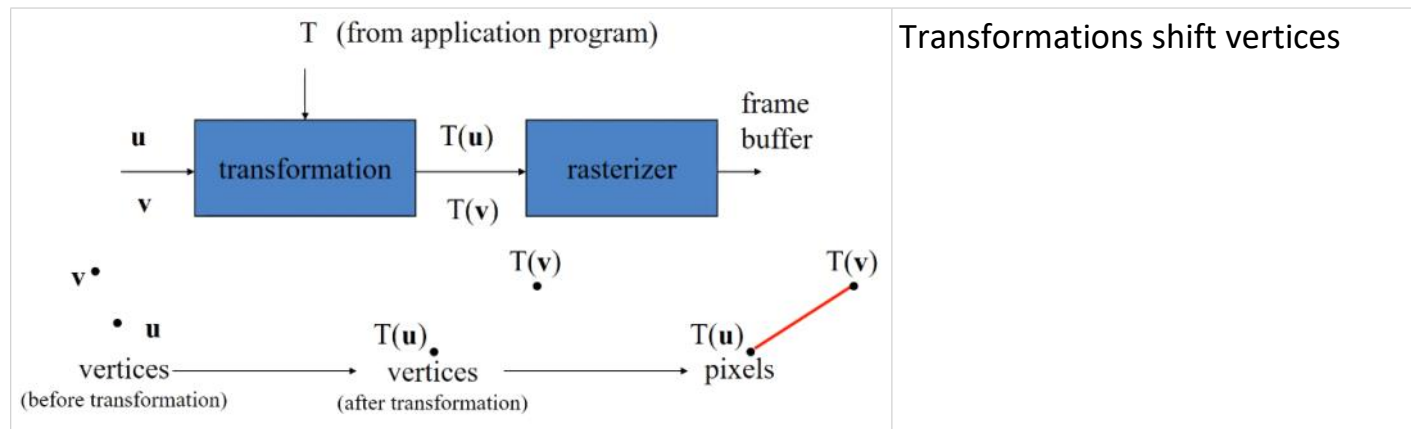 T (from application program)
Transformations shift vertices
frame
buffer
u
v
transformation
T(u)
T(v)
rasterizer
v
u
T(v)
T(u)
T(v)
T(u)
vertices
(before transformation)
vertices
(after transformation)
pixels